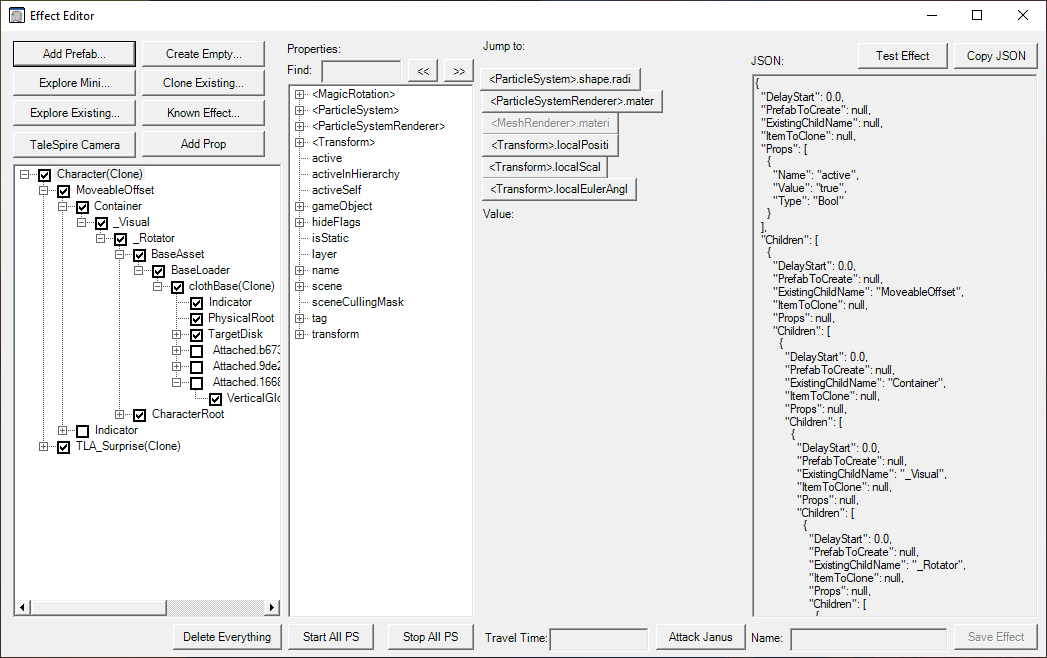 Effect Editor
Add Prefab...
Create Empty...
Explore Mini...
Clone Existing...
Explore Existing...
Known Effect...
TaleSpire Camera
Add Prop
Character(Clone)
MoveableOffset
Container
_Visual
_Rotator
BaseAsset
BaseLoader
clothBase(Clone)
Indicator
PhysicalRoot
TargetDisk
Attached.b673
Attached.9de2
Attached.1668
VerticalGlo
CharacterRoot
Indicator
TLA_Surprise(Clone)
Delete Everything
Properties:
Find:
<<
>>
<MagicRotation>
<ParticleSystem>
<ParticleSystemRenderer>
<Transform>
active
activeInHierarchy
activeSelf
gameObject
hideFlags
isStatic
layer
name
scene
sceneCullingMask
tag
transform
Start All PS
Stop All PS
Jump to:
<ParticleSystem>.shape.radi
<ParticleSystemRenderer>.mater
<MeshRenderer>.materi
<Transform>.localPositi
<Transform>.localScal
<Transform>.localEulerAngl
Value:
Travel Time:
Attack Janus
JSON:
Test Effect
Copy JSON
{
"DelayStart": 0.0,
"PrefabToCreate": null,
"ExistingChildName": null,
"ItemToClone": null,
"Props": [
{
"Name": "active",
"Value": "true",
"Type": "Bool"
}
],
"Children": [
{
"DelayStart": 0.0,
"PrefabToCreate": null,
"ExistingChildName": "MoveableOffset",
"ItemToClone": null,
"Props": null,
"Children": [
{
"DelayStart": 0.0,
"PrefabToCreate": null,
"ExistingChildName": "Container",
"ItemToClone": null,
"Props": null,
"Children": [
{
"DelayStart": 0.0,
"PrefabToCreate": null,
"ExistingChildName": "_Visual",
"ItemToClone": null,
"Props": null,
"Children": [
{
"DelayStart": 0.0,
"PrefabToCreate": null,
"ExistingChildName": "_Rotator",
"ItemToClone": null,
"Props": null,
"Children": [
{
Name:
Save Effect